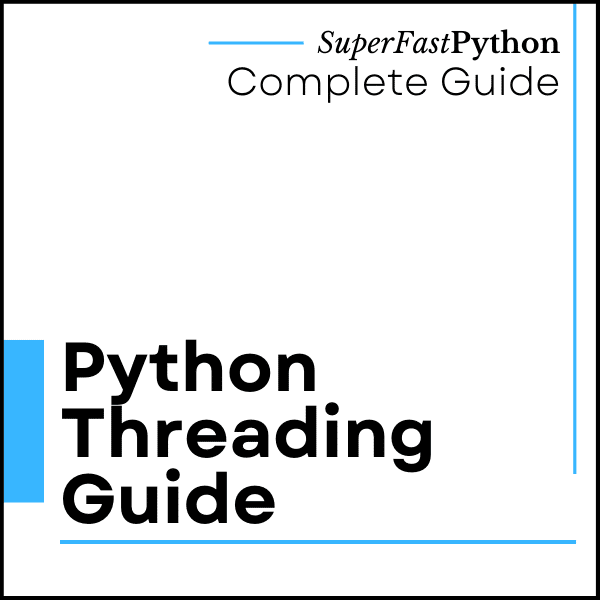 SuperFastPython
Complete Guide
Python
Threading
Guide